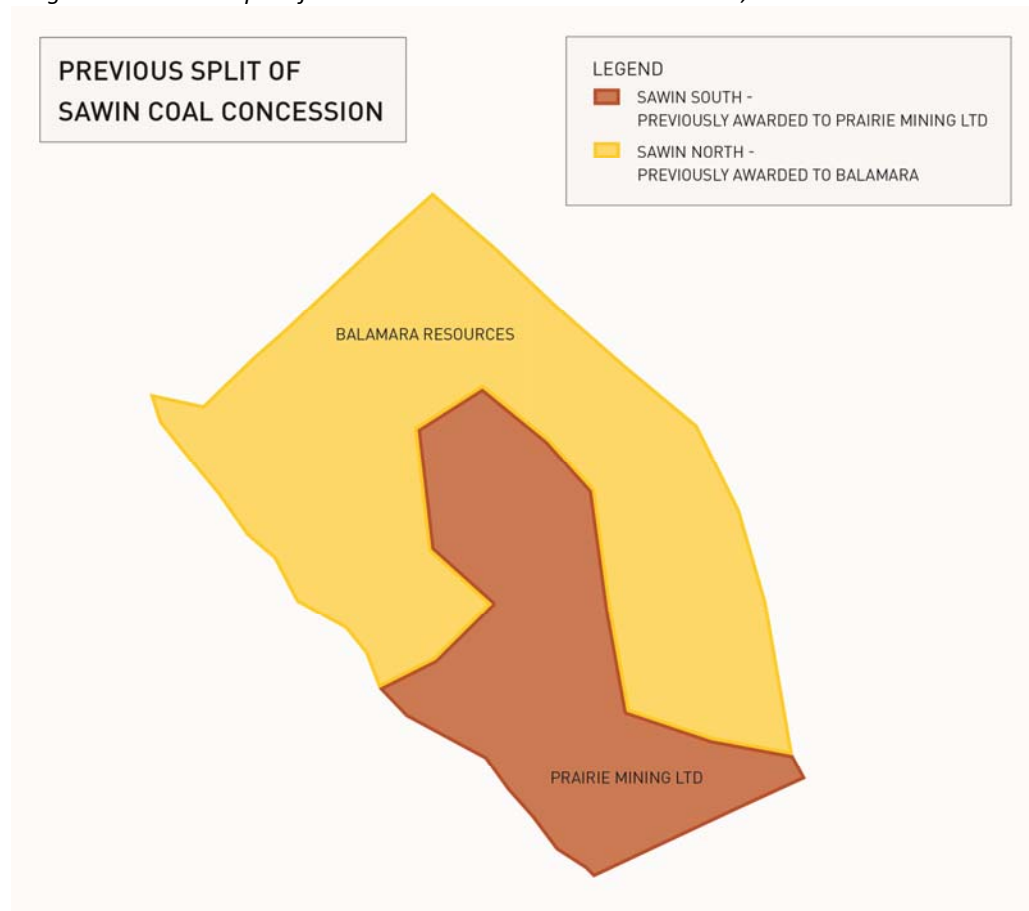 PREVIOUS SPLIT OF
SAWIN COAL CONCESSION
LEGEND
SAWIN SOUTH -
PREVIOUSLY AWARDED TO PRAIRIE MINING LTD
SAWIN NORTH -
PREVIOUSLY AWARDED TO BALAMARA
BALAMARA RESOURCES
PRAIRIE MINING LTD